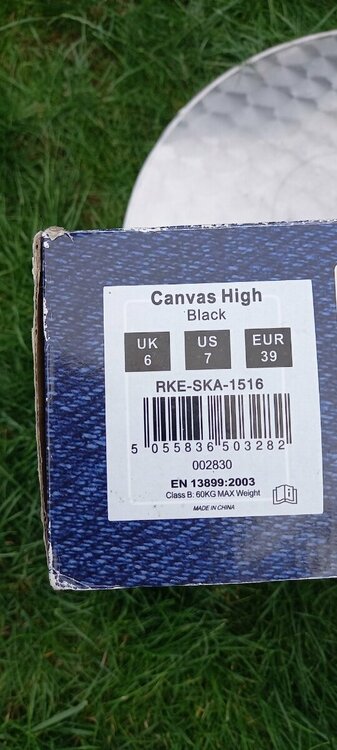 Canvas High
Black
UK 6 US 7 EUR 39
RKE-SKA-1516
5 055836 503282
002830
EN 13899:2003
Class B: 60KG MAX Weight
MADE IN CHINA